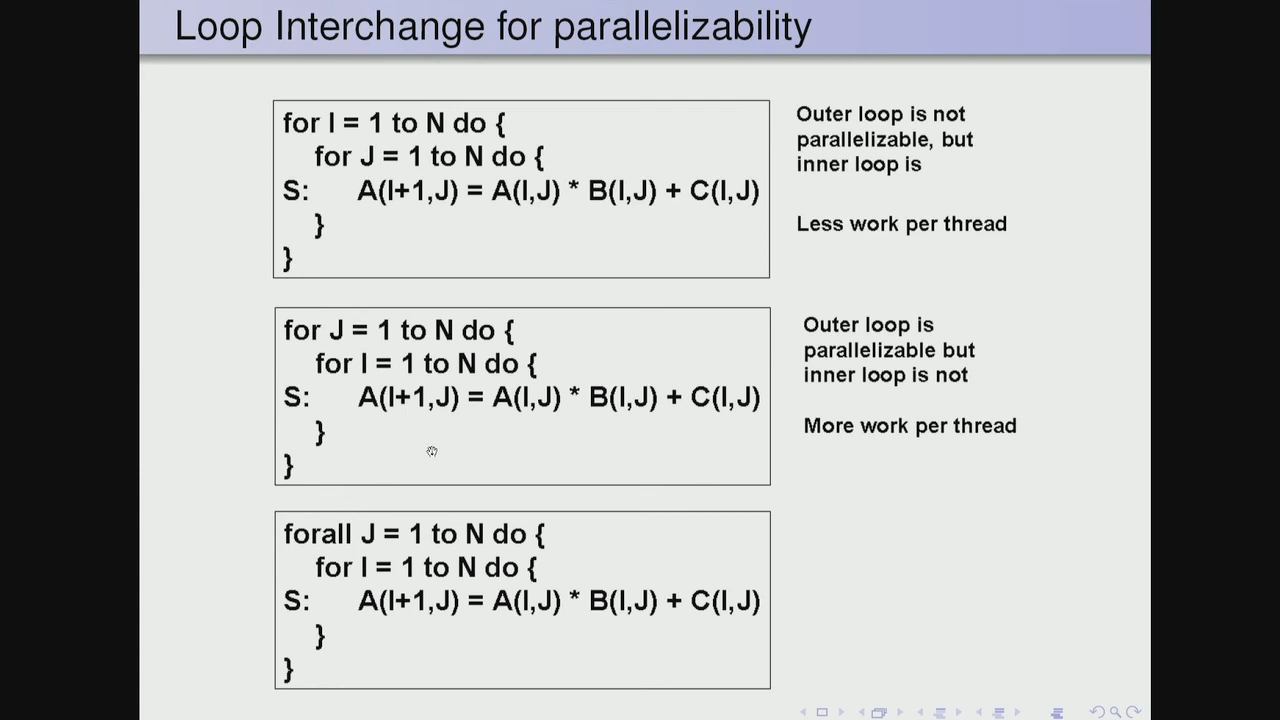 Loop Interchange for parallelizability
for I = 1 to N do {
for J = 1 to N do {
S: A(I+1,J) = A(I,J) * B(I,J) + C(I,J)
}
}
Outer loop is not
parallelizable, but
inner loop is
Less work per thread
for J = 1 to N do {
for I = 1 to N do {
S: A(I+1,J) = A(I,J) * B(I,J) + C(I,J)
}
}
Outer loop is
parallelizable but
inner loop is not
More work per thread
forall J = 1 to N do {
for I = 1 to N do {
S: A(I+1,J) = A(I,J) * B(I,J) + C(I,J)
}
}